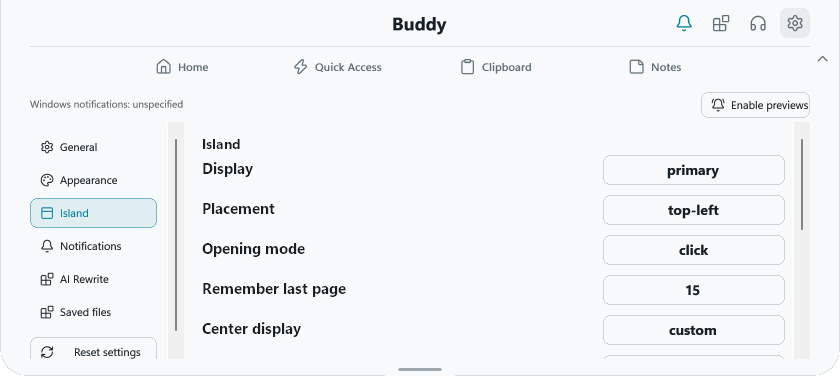 Buddy
Home
Quick Access
Clipboard
Notes
Windows notifications: unspecified
Enable previews
General
Appearance
Island
Notifications
AI Rewrite
Saved files
Reset settings
Island
Display
primary
Placement
top-left
Opening mode
click
Remember last page
15
Center display
custom